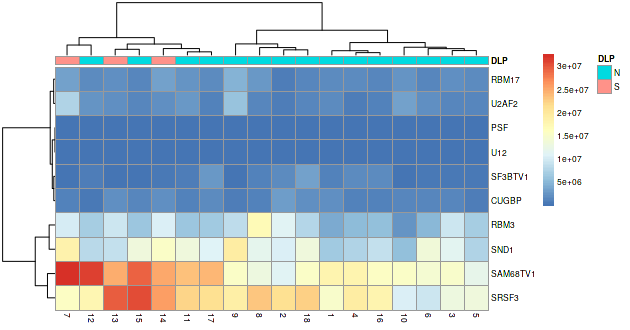 DLP
DLP
N
S
3e+07
2.5e+07
2e+07
1.5e+07
1e+07
5e+06
RBM17
U2AF2
PSF
U12
SF3BTV1
CUGBP
RBM3
SND1
SAM68TV1
SRSF3
7 12 13 15 14 11 17 9 8 2 18 1 4 16 10 6 3 5